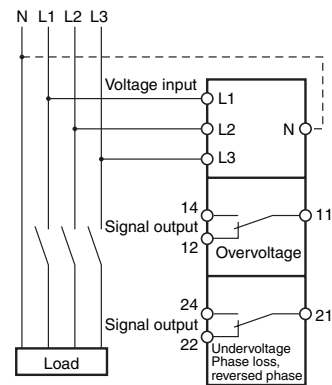 N L1 L2 L3
Voltage input
L1
L2
N
L3
14
11
Signal output
12
Overvoltage
24
21
Signal output
22
Undervoltage
Phase loss,
reversed phase
Load